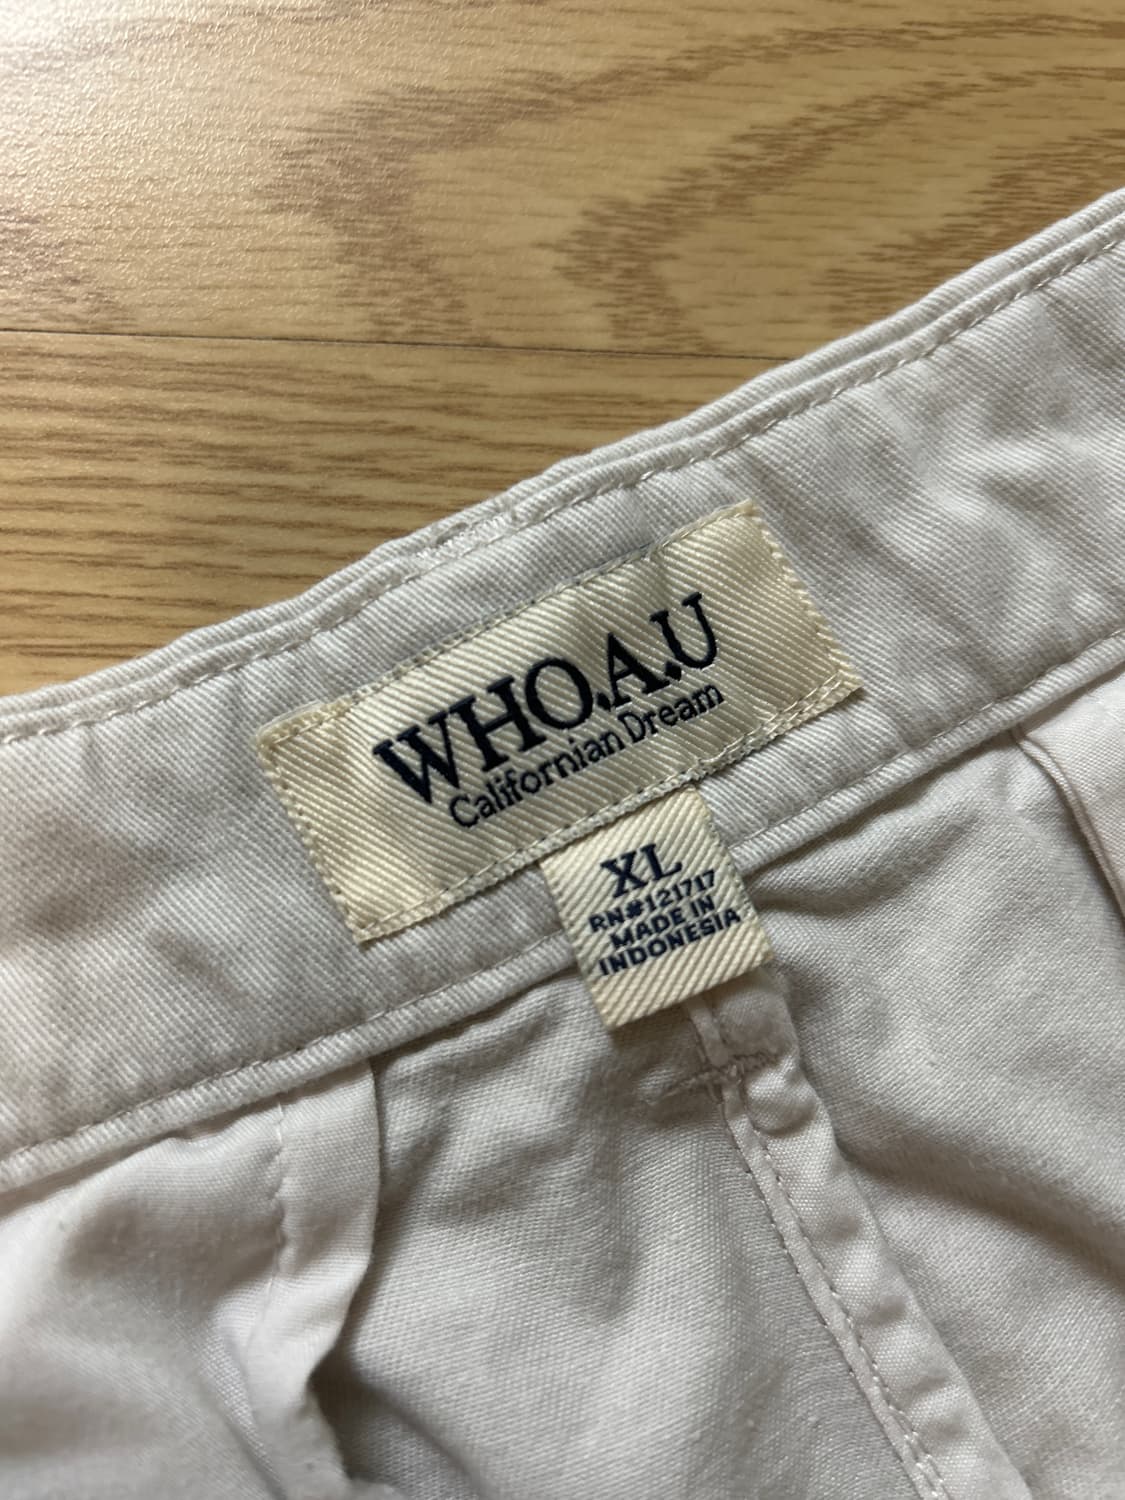 WHO.A.U
Californian Dream
XL
RN#121717
MADE IN
INDONESIA